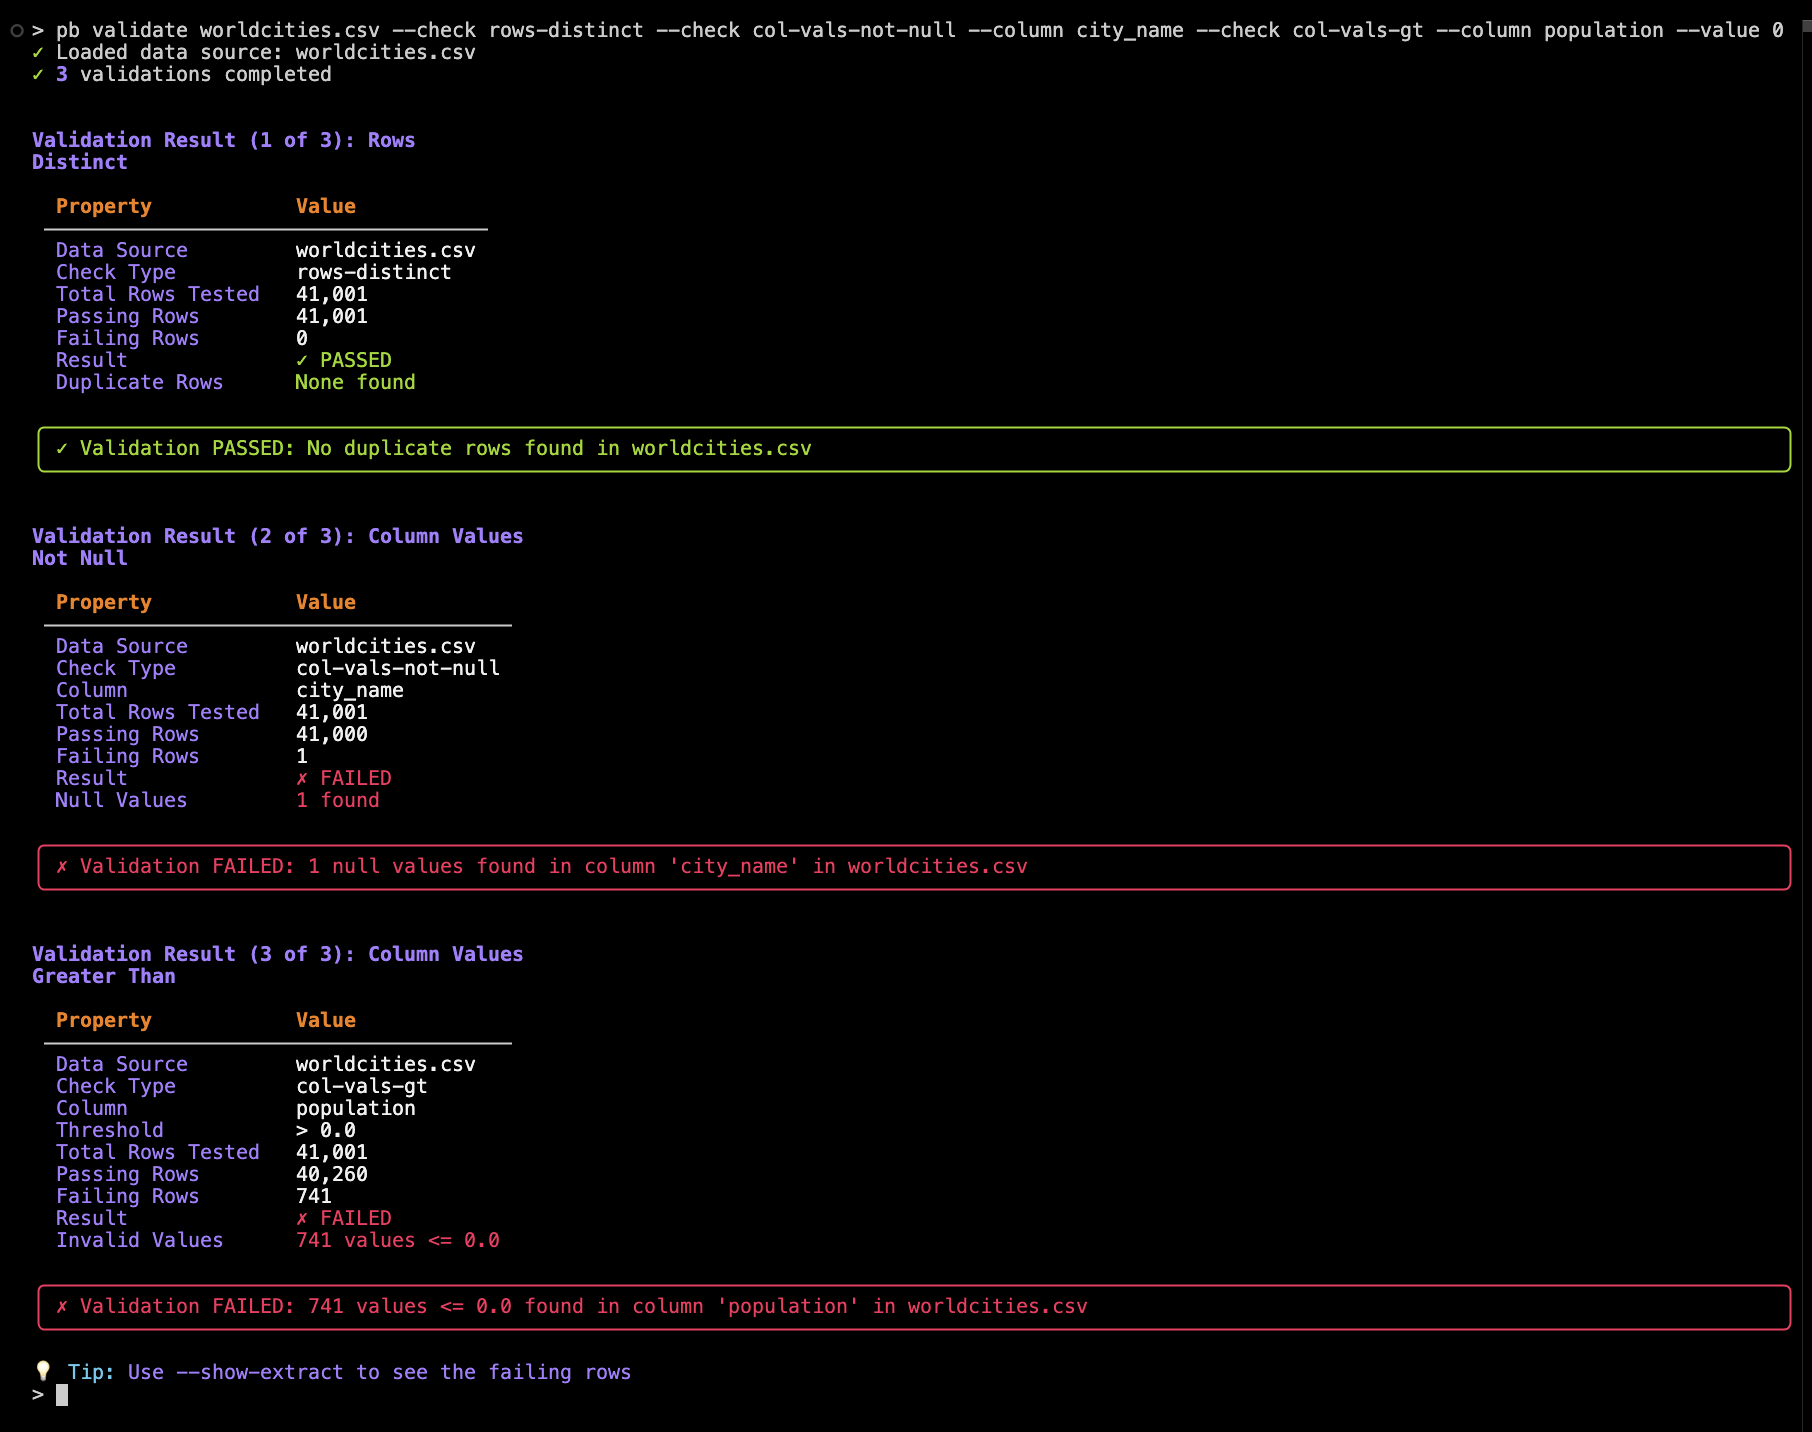 > pb validate worldcities.csv --check rows-distinct --check col-vals-not-null --column city_name --check col-vals-gt --column population --value 0
✓ Loaded data source: worldcities.csv
✓ 3 validations completed
Validation Result (1 of 3): Rows
Distinct
Property Value
Data Source worldcities.csv
Check Type rows-distinct
Total Rows Tested 41,001
Passing Rows 41,001
Failing Rows 0
Result ✓ PASSED
Duplicate Rows None found
✓ Validation PASSED: No duplicate rows found in worldcities.csv
Validation Result (2 of 3): Column Values
Not Null
Property Value
Data Source worldcities.csv
Check Type col-vals-not-null
Column city_name
Total Rows Tested 41,001
Passing Rows 41,000
Failing Rows 1
Result ✗ FAILED
Null Values 1 found
✗ Validation FAILED: 1 null values found in column 'city_name' in worldcities.csv
Validation Result (3 of 3): Column Values
Greater Than
Property Value
Data Source worldcities.csv
Check Type col-vals-gt
Column population
Threshold > 0.0
Total Rows Tested 41,001
Passing Rows 40,260
Failing Rows 741
Result ✗ FAILED
Invalid Values 741 values <= 0.0
✗ Validation FAILED: 741 values <= 0.0 found in column 'population' in worldcities.csv
💡 Tip: Use --show-extract to see the failing rows
>